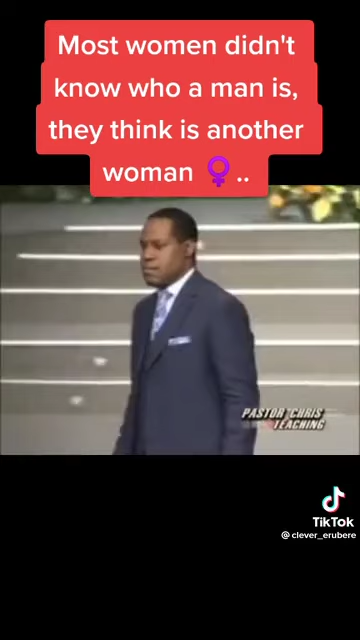 Most women didn't
know who a man is,
they think is another
woman ♀️..
PASTOR CHRIS
TEACHING
TikTok
@clever_erubere